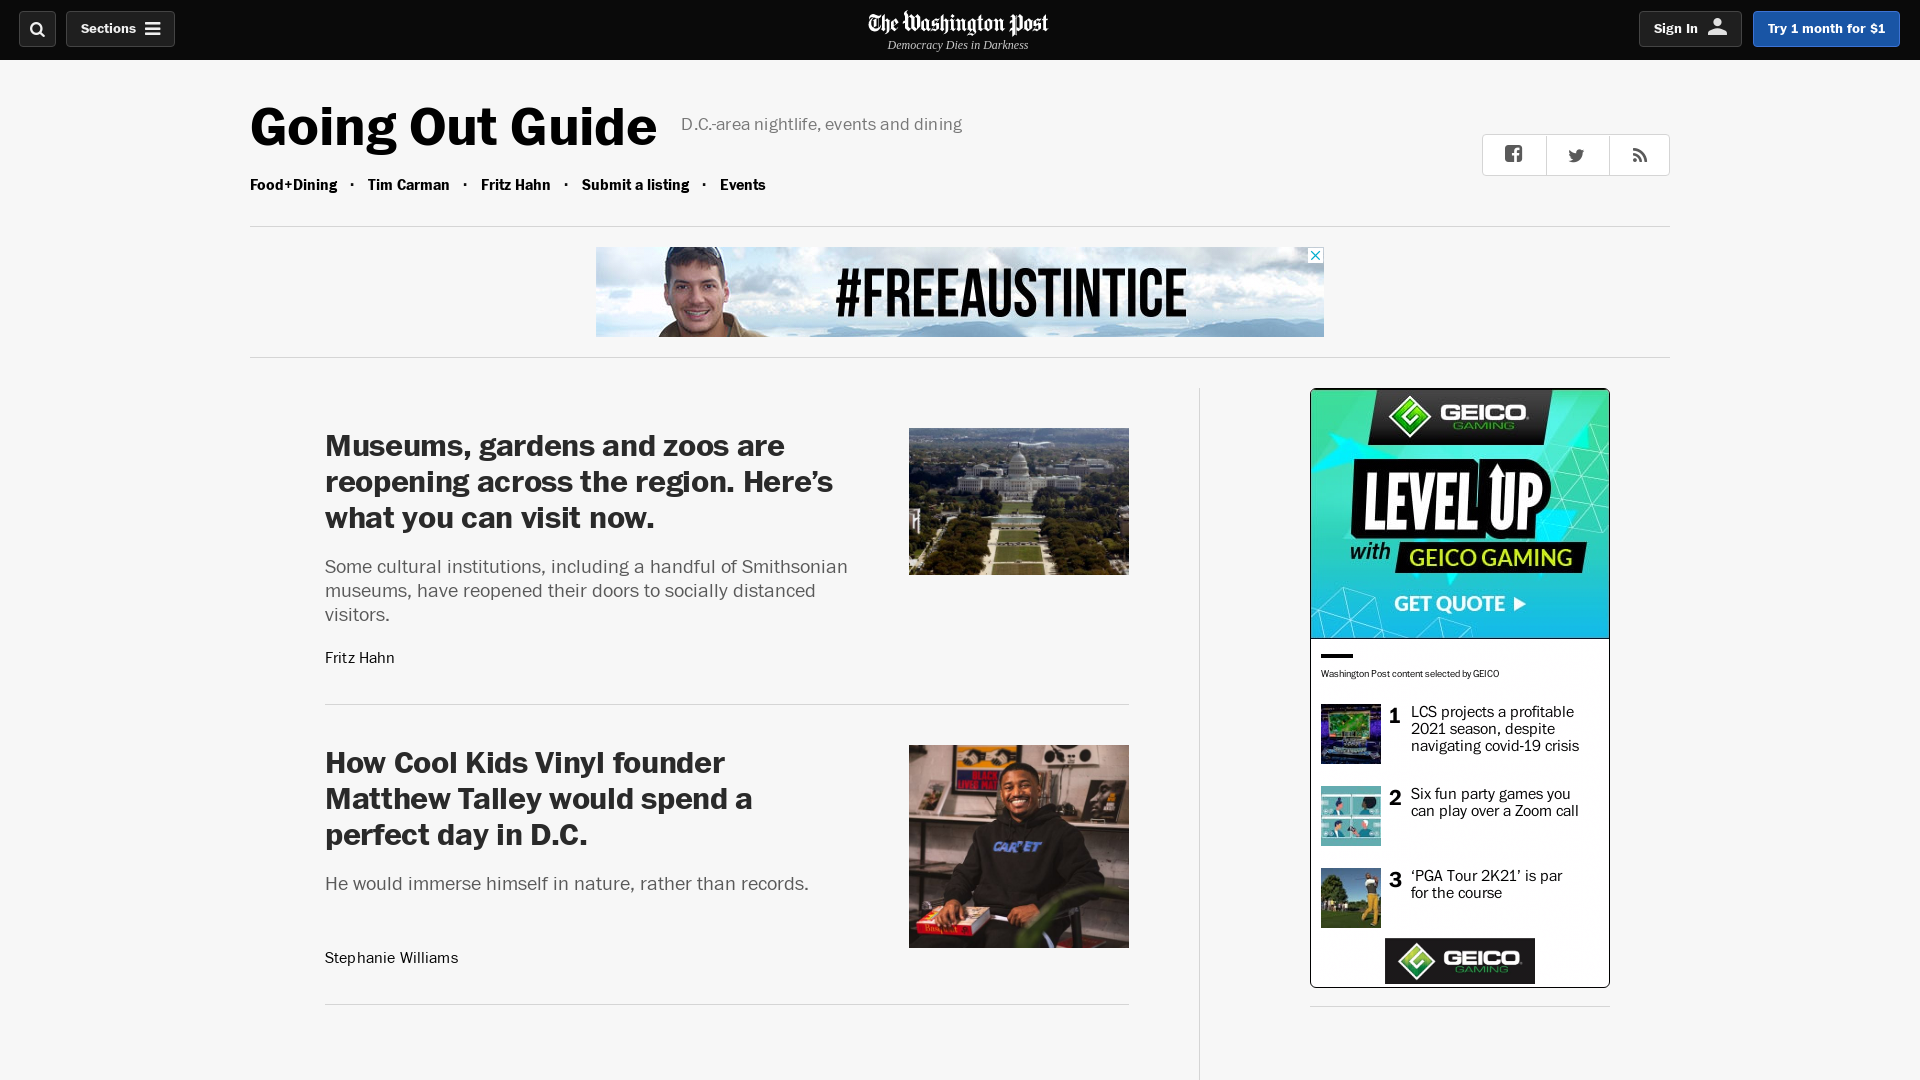 Sections
The Washington Post
Democracy Dies in Darkness
Sign In
Try 1 month for $1
Going Out Guide
D.C.-area nightlife, events and dining
Food+Dining · Tim Carman · Fritz Hahn · Submit a listing · Events
#FREEAUSTINTICE
Museums, gardens and zoos are
reopening across the region. Here’s
what you can visit now.
Some cultural institutions, including a handful of Smithsonian
museums, have reopened their doors to socially distanced
visitors.
Fritz Hahn
How Cool Kids Vinyl founder
Matthew Talley would spend a
perfect day in D.C.
He would immerse himself in nature, rather than records.
Stephanie Williams
CARPET
GEICO
GAMING
LEVEL UP
with GEICO GAMING
GET QUOTE
Washington Post content selected by GEICO
1 LCS projects a profitable
2021 season, despite
navigating covid-19 crisis
2 Six fun party games you
can play over a Zoom call
3 ‘PGA Tour 2K21’ is par
for the course
GEICO
GAMING